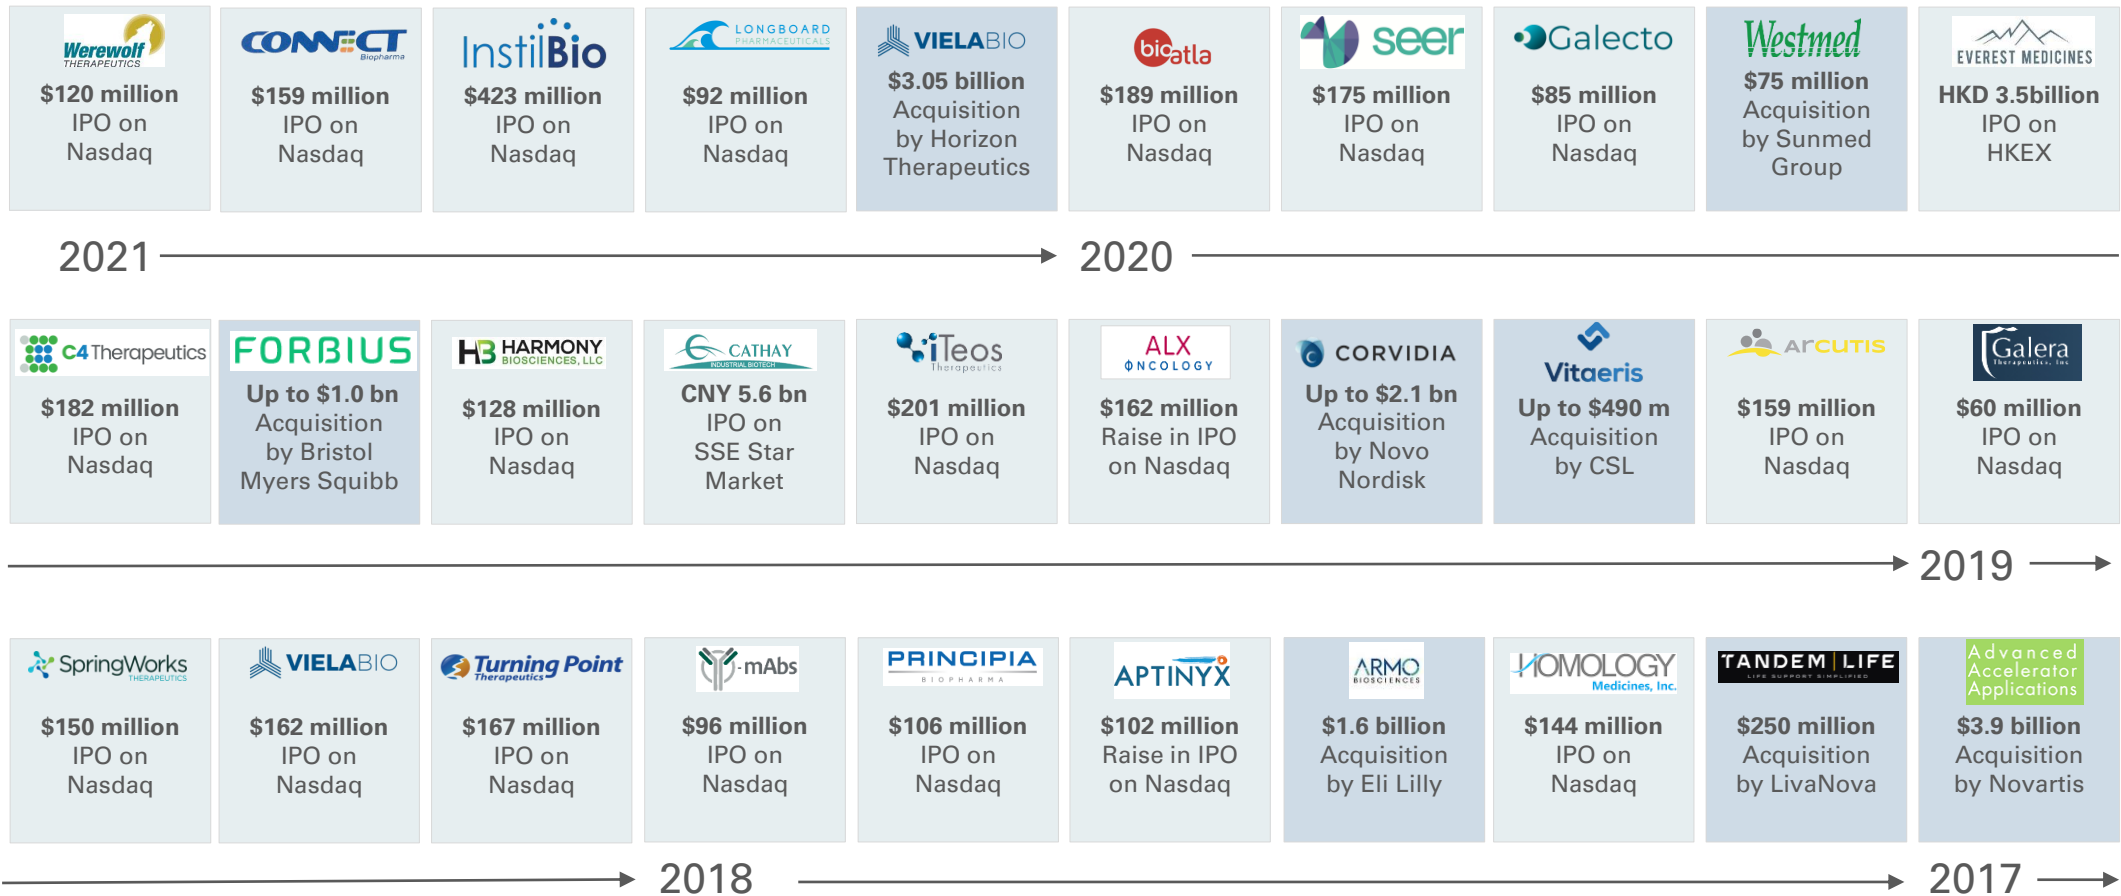 Werewolf
THERAPEUTICS
$120 million
IPO on
Nasdaq
CONNECT
Biopharma
$159 million
IPO on
Nasdaq
InstilBio
$423 million
IPO on
Nasdaq
LONGBOARD
PHARMACEUTICALS
$92 million
IPO on
Nasdaq
VIELABIO
$3.05 billion
Acquisition
by Horizon
Therapeutics
bioatla
$189 million
IPO on
Nasdaq
seer
$175 million
IPO on
Nasdaq
Galecto
$85 million
IPO on
Nasdaq
Westmed
$75 million
Acquisition
by Sunmed
Group
EVEREST MEDICINES
HKD 3.5billion
IPO on
HKEX
2021
2020
C4 Therapeutics
$182 million
IPO on
Nasdaq
FORBIUS
Up to $1.0 bn
Acquisition
by Bristol
Myers Squibb
HB HARMONY
BIOSCIENCES, LLC
$128 million
IPO on
Nasdaq
CATHAY
INDUSTRIAL BIOTECH
CNY 5.6 bn
IPO on
SSE Star
Market
iTeos
Therapeutics
$201 million
IPO on
Nasdaq
ALX
ONCOLOGY
$162 million
Raise in IPO
on Nasdaq
CORVIDIA
Up to $2.1 bn
Acquisition
by Novo
Nordisk
Vitaeris
Up to $490 m
Acquisition
by CSL
arcutis
$159 million
IPO on
Nasdaq
Galera
Therapeutics, Inc
$60 million
IPO on
Nasdaq
2019
SpringWorks
THERAPEUTICS
$150 million
IPO on
Nasdaq
VIELABIO
$162 million
IPO on
Nasdaq
Turning Point
Therapeutics
$167 million
IPO on
Nasdaq
Y-mAbs
$96 million
IPO on
Nasdaq
PRINCIPIA
BIOPHARMA
$106 million
IPO on
Nasdaq
APTINYX
$102 million
Raise in IPO
on Nasdaq
ARMO
BIOSCIENCES
$1.6 billion
Acquisition
by Eli Lilly
HOMOLOGY
Medicines, Inc.
$144 million
IPO on
Nasdaq
TANDEM LIFE
LIFE SUPPORT SIMPLIFIED
$250 million
Acquisition
by LivaNova
Advanced
Accelerator
Applications
$3.9 billion
Acquisition
by Novartis
2018
2017